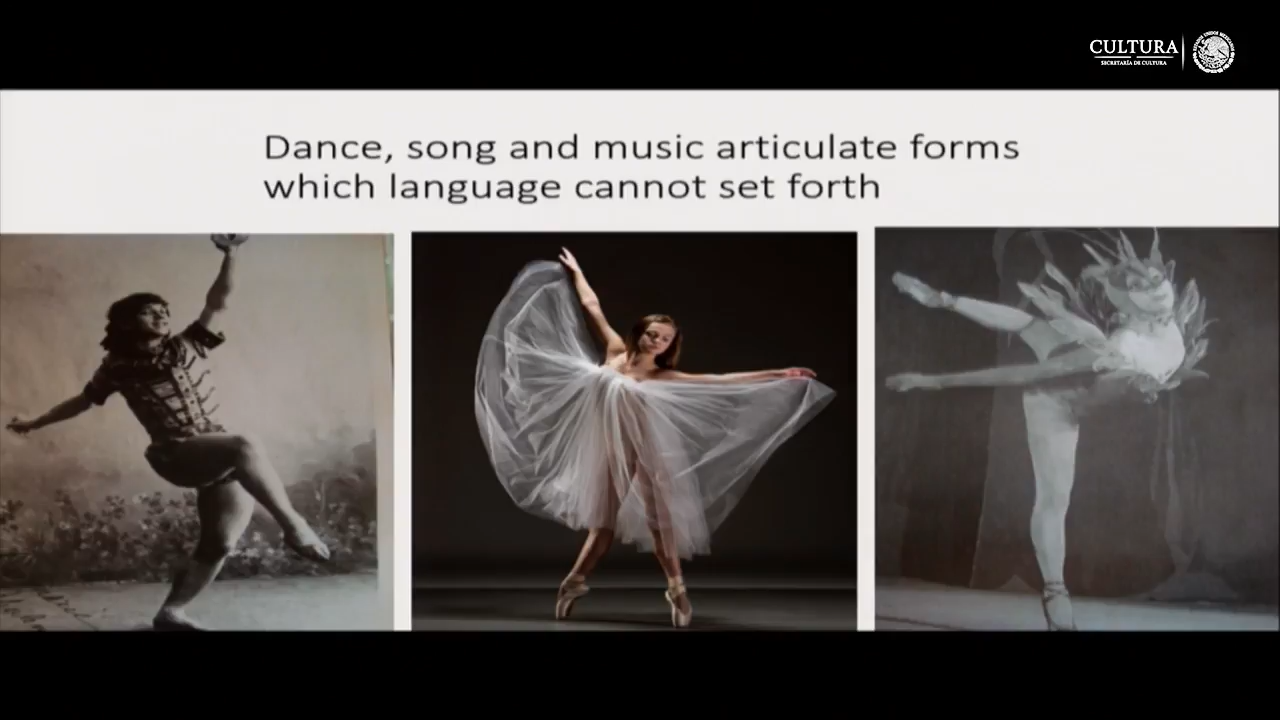 CULTURA
SECRETARÍA DE CULTURA
Dance, song and music articulate forms
which language cannot set forth